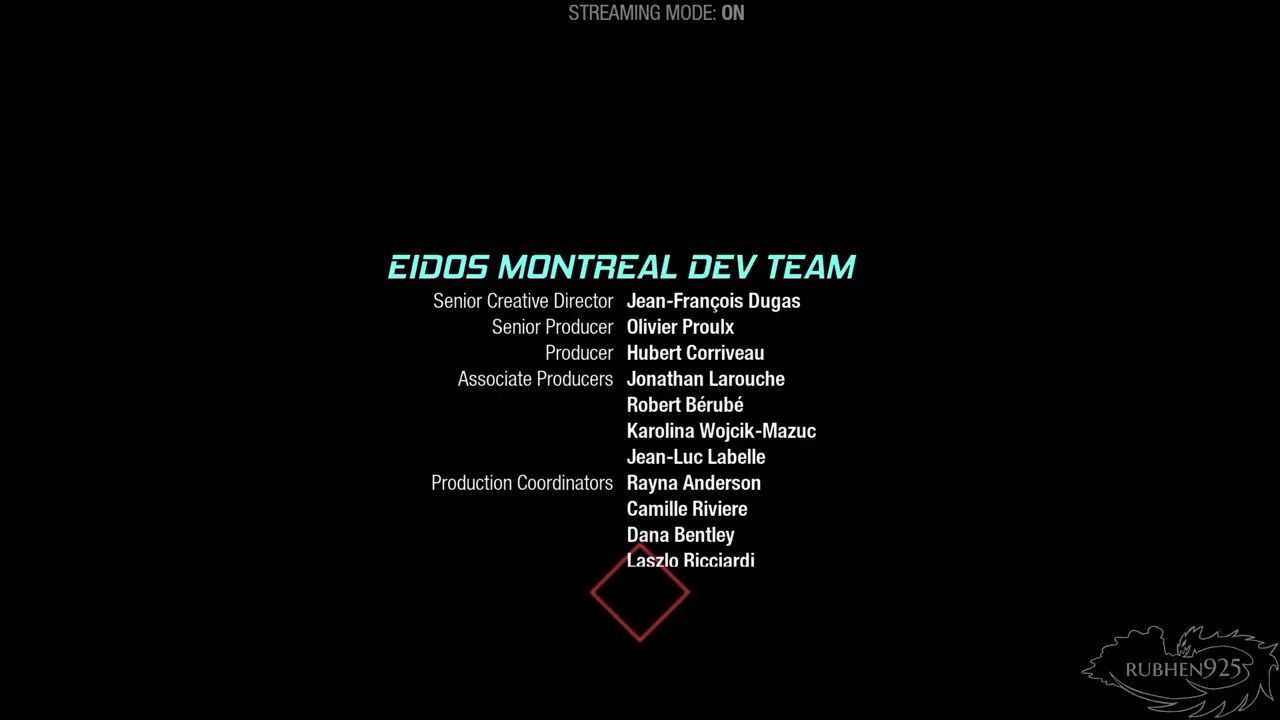 STREAMING MODE: ON
EIDOS MONTREAL DEV TEAM
Senior Creative Director Jean-François Dugas
Senior Producer Olivier Proulx
Producer Hubert Corriveau
Associate Producers Jonathan Larouche
Robert Bérubé
Karolina Wojcik-Mazuc
Jean-Luc Labelle
Production Coordinators Rayna Anderson
Camille Riviere
Dana Bentley
Laszlo Ricciardi
RUBHEN925